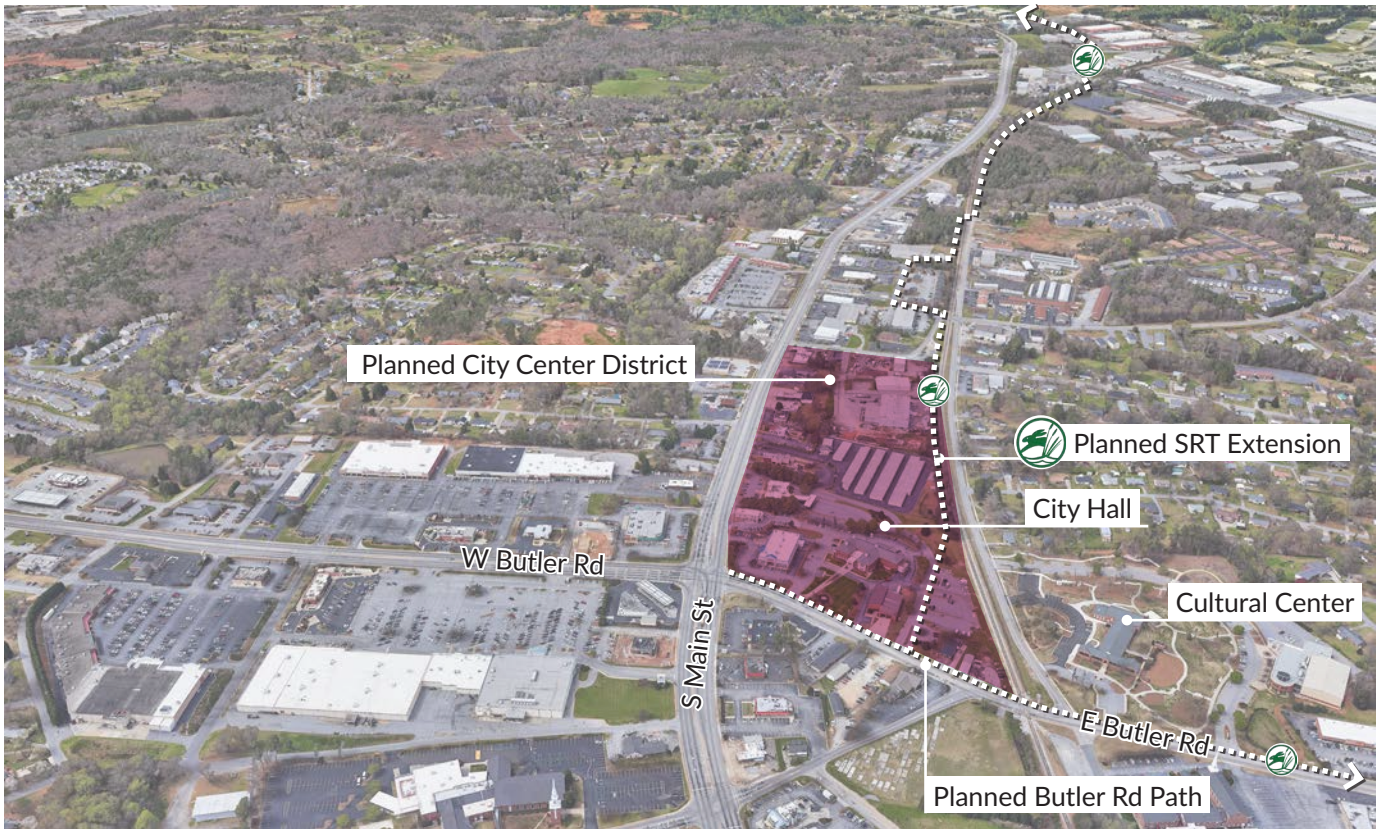 Planned City Center District
Planned SRT Extension
City Hall
W Butler Rd
Cultural Center
S Main St
E Butler Rd
Planned Butler Rd Path